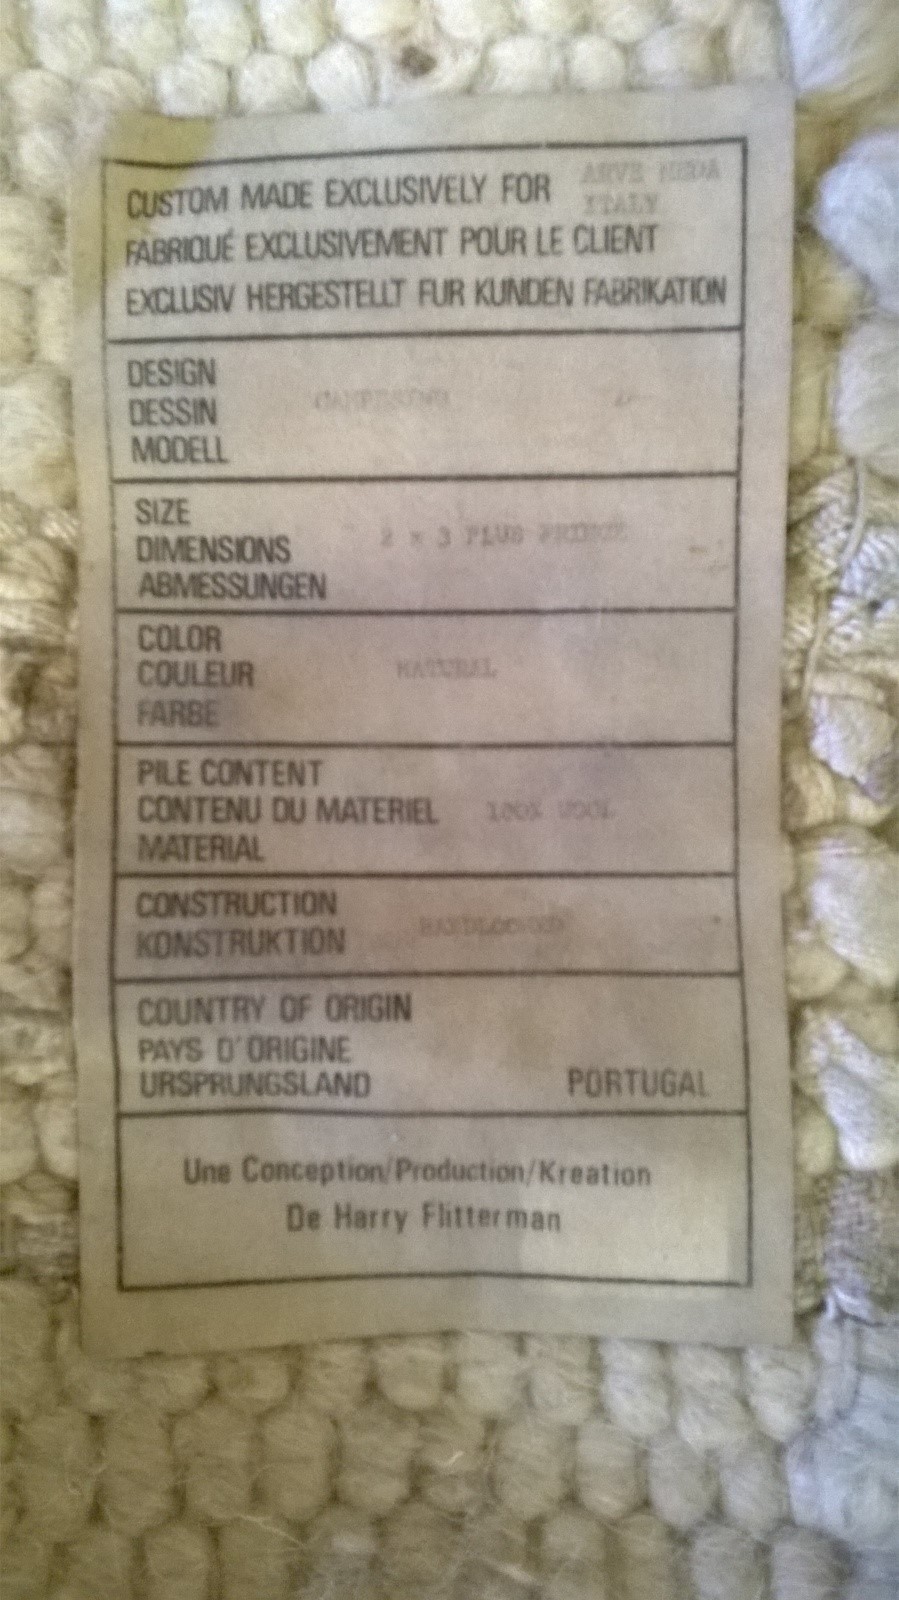 CUSTOM MADE EXCLUSIVELY FOR
ITALY
FABRIQUÉ EXCLUSIVEMENT POUR LE CLIENT
EXCLUSIV HERGESTELLT FUR KUNDEN FABRIKATION
DESIGN
DESSIN
MODELL
SIZE
2 x 3 PLUS FRINGE
DIMENSIONS
ABMESSUNGEN
COLOR
COULEUR NATURAL
FARBE
PILE CONTENT
CONTENU DU MATERIEL 100% WOOL
MATERIAL
CONSTRUCTION
KONSTRUKTION
COUNTRY OF ORIGIN
PAYS D'ORIGINE
URSPRUNGSLAND PORTUGAL
Une Conception/Production/Kreation
De Harry Flitterman